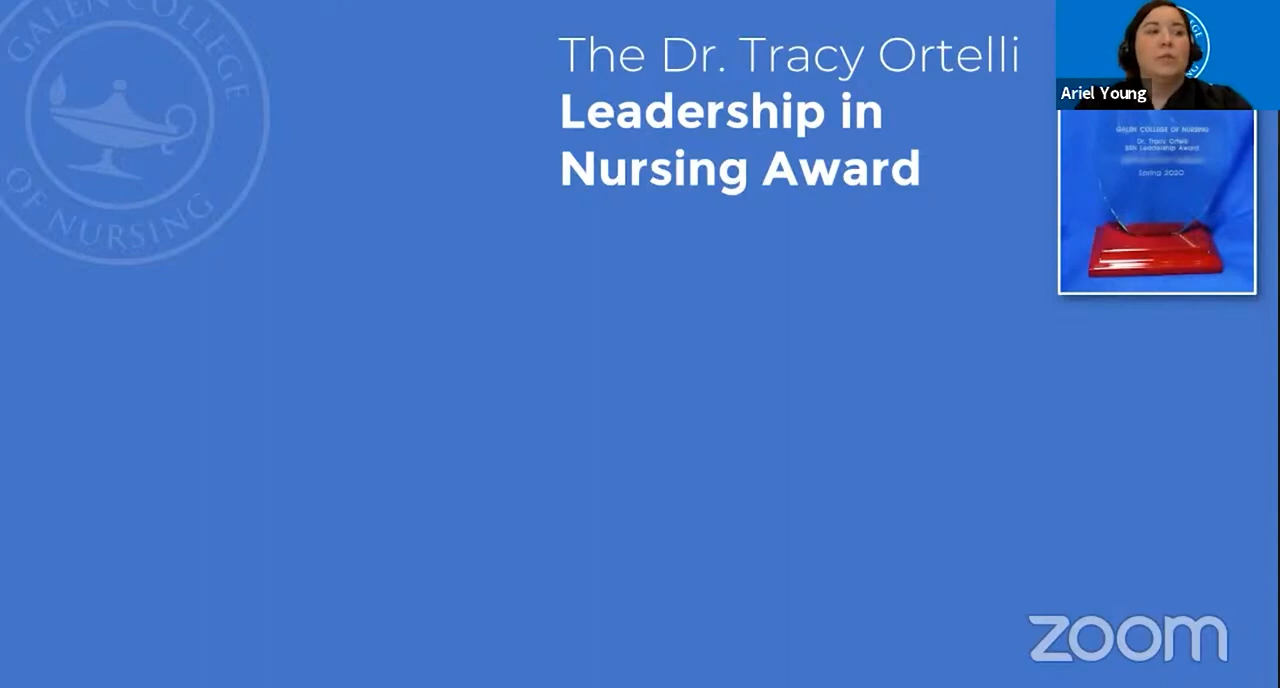 GALEN COLLEGE
OF NURSING
The Dr. Tracy Ortelli
Leadership in
Nursing Award
Ariel Young
GALEN COLLEGE OF NURSING
Dr. Tracy Ortelli
BSN Leadership Award
Spring 2020
zoom